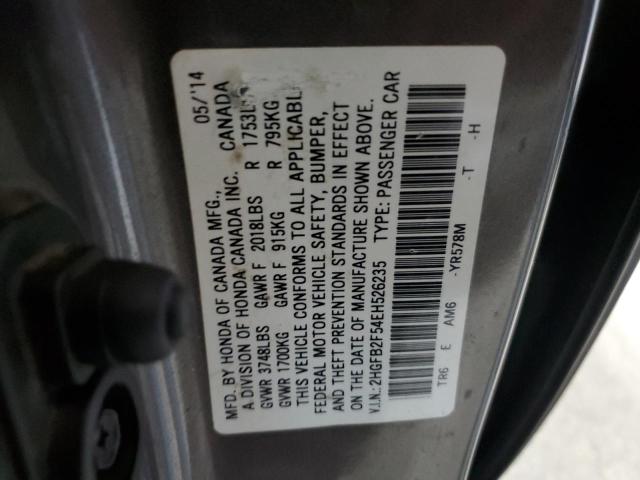 MFD. BY HONDA OF CANADA MFG., 05/'14
A DIVISION OF HONDA CANADA INC. CANADA
GVWR 3748LBS GAWR F 2018LBS R 1753L
GVWR 1700KG GAWR F 915KG R 795KG
THIS VEHICLE CONFORMS TO ALL APPLICABL
FEDERAL MOTOR VEHICLE SAFETY, BUMPER,
AND THEFT PREVENTION STANDARDS IN EFFECT
ON THE DATE OF MANUFACTURE SHOWN ABOVE.
V.I.N.:2HGFB2F54EH526235 TYPE: PASSENGER CAR
TR6 E AM6 -YR578M -T -H